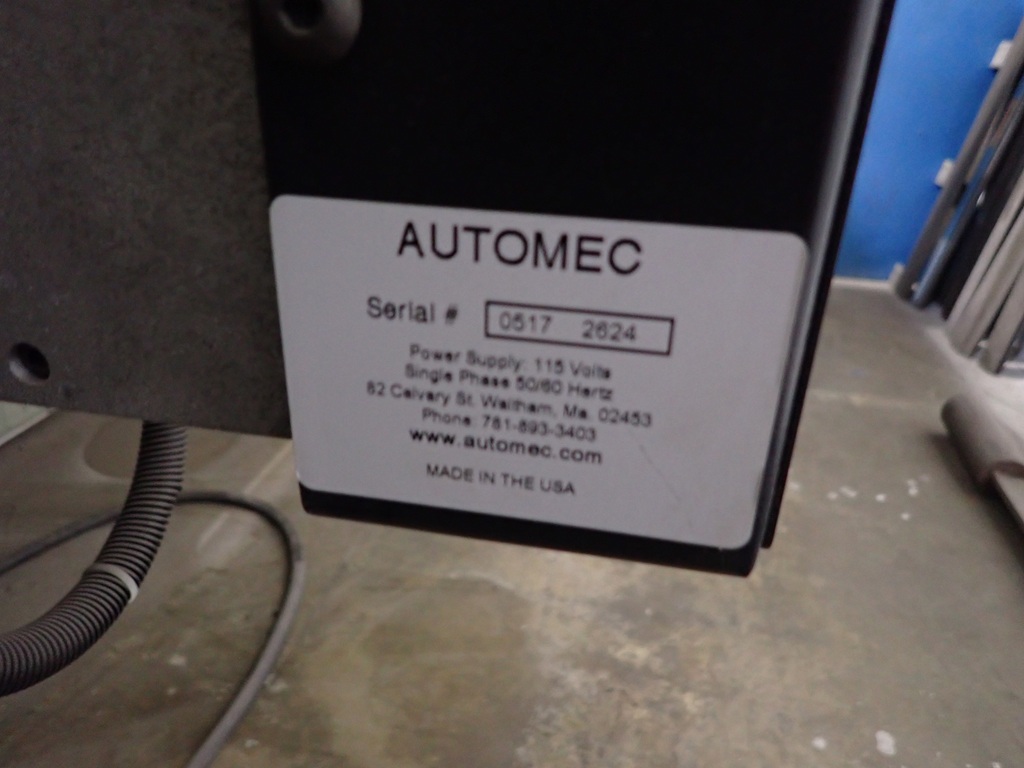 AUTOMEC
Serial # 0517 2624
Power Supply: 115 Volts
Single Phase 50/60 Hertz
82 Calvary St. Waltham, Ma. 02453
Phone: 781-893-3403
www.automec.com
MADE IN THE USA